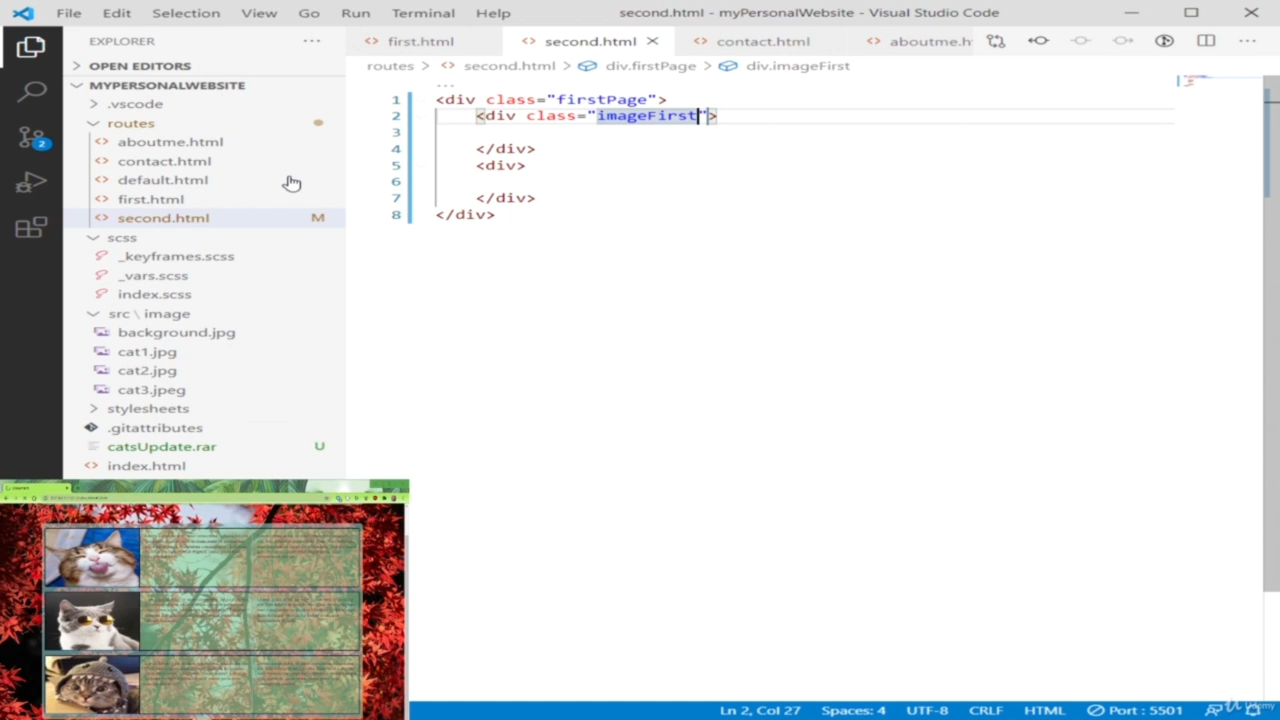 File Edit Selection View Go Run Terminal Help
second.html - myPersonalWebsite - Visual Studio Code
EXPLORER
first.html
second.html
contact.html
aboutme.h
OPEN EDITORS
routes > second.html > div.firstPage > div.imageFirst
MYPERSONALWEBSITE
.vscode
routes
aboutme.html
contact.html
default.html
first.html
second.html M
scss
_keyframes.scss
_vars.scss
index.scss
src \ image
background.jpg
cat1.jpg
cat2.jpg
cat3.jpeg
stylesheets
.gitattributes
catsUpdate.rar U
index.html
2
1 <div class="firstPage">
2 <div class="imageFirst">
3
4 </div>
5 <div>
6
7 </div>
8 </div>
Ln 2, Col 27 Spaces: 4 UTF-8 CRLF HTML Port : 5501
Udemy